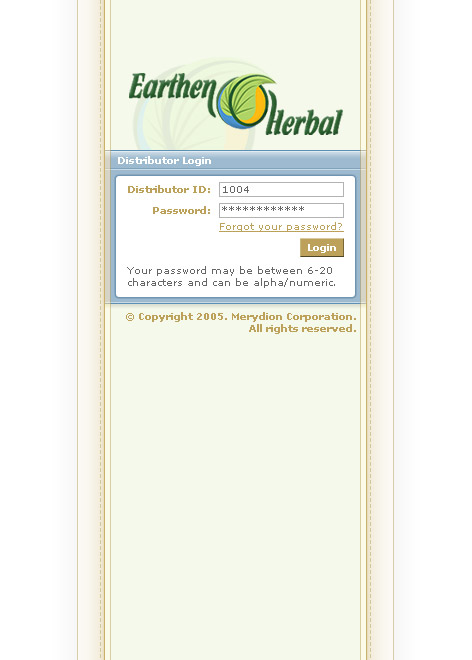 Earthen
Herbal
Distributor Login
Distributor ID: 1004
Password: ************
Forgot your password?
Login
Your password may be between 6-20
characters and can be alpha/numeric.
© Copyright 2005. Merydion Corporation.
All rights reserved.